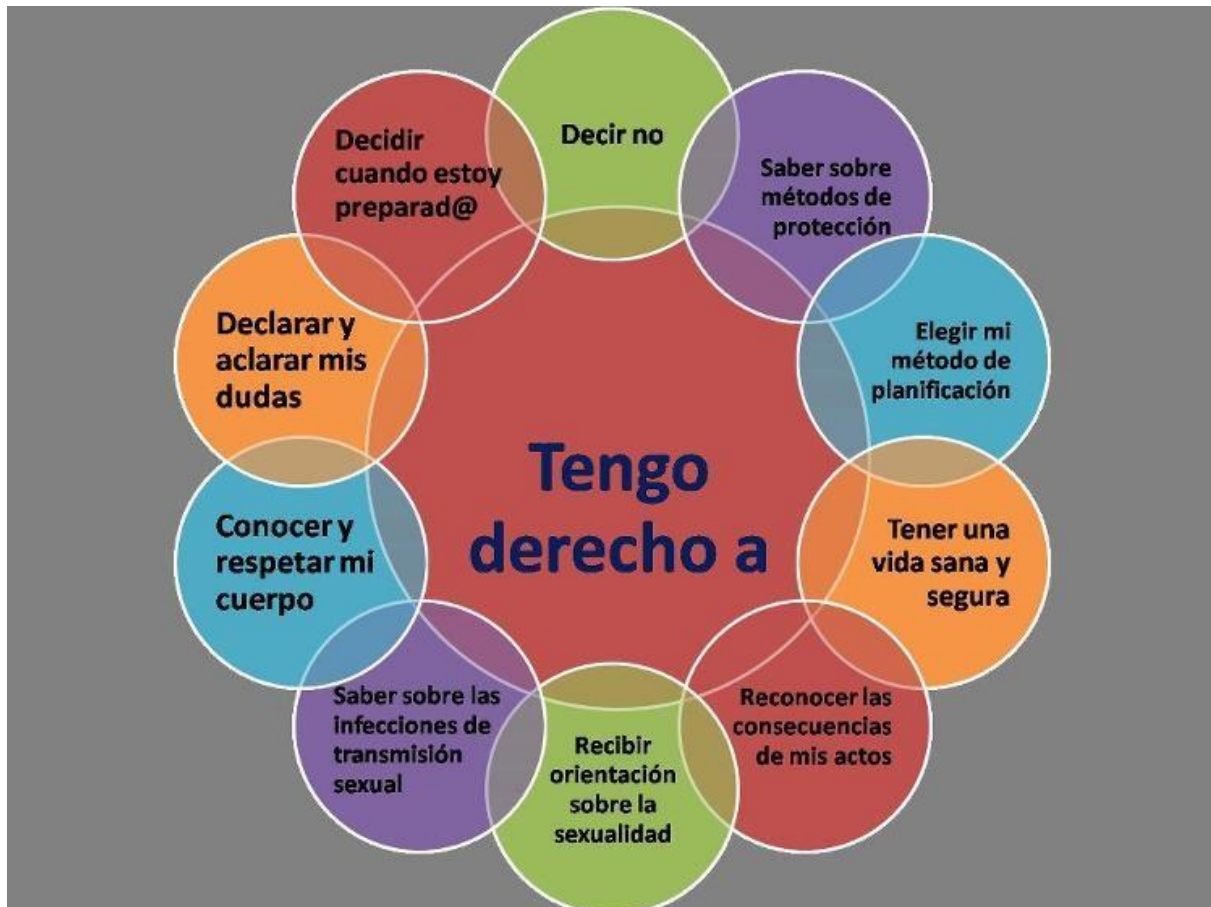 Decir no
Saber sobre
métodos de
protección
Elegir mi
método de
planificación
Tener una
vida sana y
segura
Reconocer las
consecuencias
de mis actos
Recibir
orientación
sobre la
sexualidad
Saber sobre las
infecciones de
transmisión
sexual
Conocer y
respetar mi
cuerpo
Declarar y
aclarar mis
dudas
Decidir
cuando estoy
preparad@
Tengo
derecho a